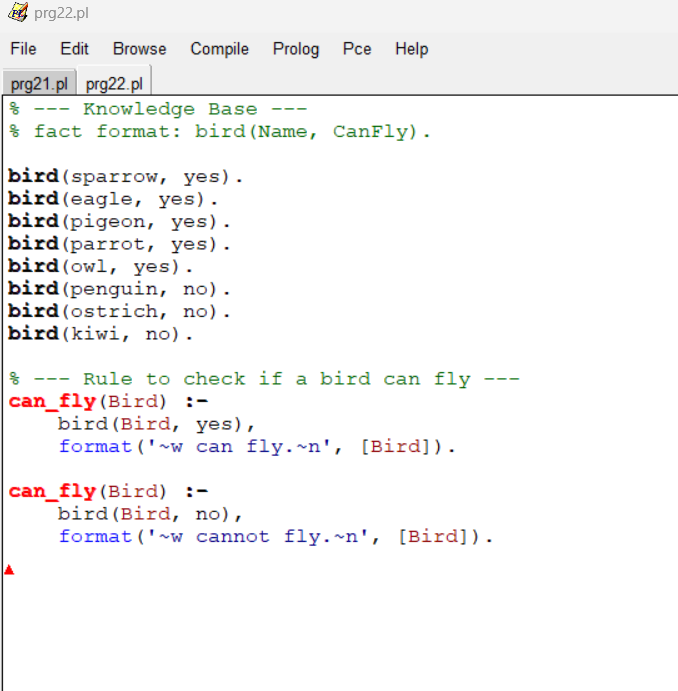 prg22.pl
File Edit Browse Compile Prolog Pce Help
prg21.pl prg22.pl
% --- Knowledge Base ---
% fact format: bird(Name, CanFly).
bird(sparrow, yes).
bird(eagle, yes).
bird(pigeon, yes).
bird(parrot, yes).
bird(owl, yes).
bird(penguin, no).
bird(ostrich, no).
bird(kiwi, no).
% --- Rule to check if a bird can fly ---
can_fly(Bird) :-
    bird(Bird, yes),
    format('~w can fly.~n', [Bird]).
can_fly(Bird) :-
    bird(Bird, no),
    format('~w cannot fly.~n', [Bird]).